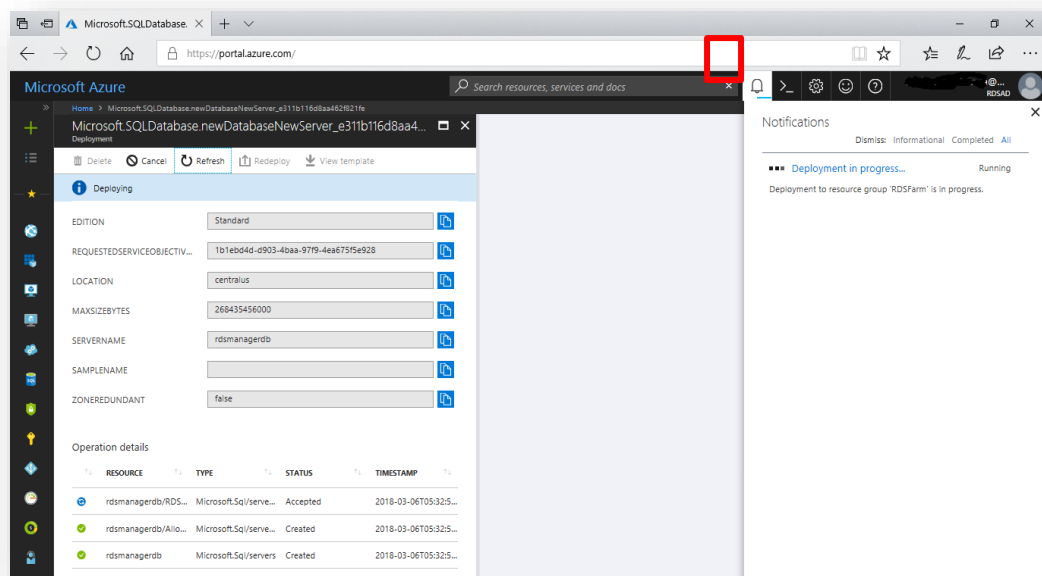 Microsoft.SQLDatabase.
https://portal.azure.com/
Microsoft Azure
Search resources, services and docs
@...
RDSAD
Home > Microsoft.SQLDatabase.newDatabaseNewServer_e311b116d8aa462f821fe
Microsoft.SQLDatabase.newDatabaseNewServer_e311b116d8aa4...
Deployment
Delete Cancel Refresh Redeploy View template
Deploying
EDITION Standard
REQUESTEDSERVICEOBJECTIV... 1b1ebd4d-d903-4baa-97f9-4ea675f5e928
LOCATION centralus
MAXSIZEBYTES 268435456000
SERVERNAME rdsmanagerdb
SAMPLENAME
ZONEREDUNDANT false
Operation details
RESOURCE TYPE STATUS TIMESTAMP
rdsmanagerdb/RDS... Microsoft.Sql/serve... Accepted 2018-03-06T05:32:5...
rdsmanagerdb/Allo... Microsoft.Sql/serve... Created 2018-03-06T05:32:5...
rdsmanagerdb Microsoft.Sql/servers Created 2018-03-06T05:32:5...
Notifications
Dismiss: Informational Completed All
Deployment in progress... Running
Deployment to resource group 'RDSFarm' is in progress.